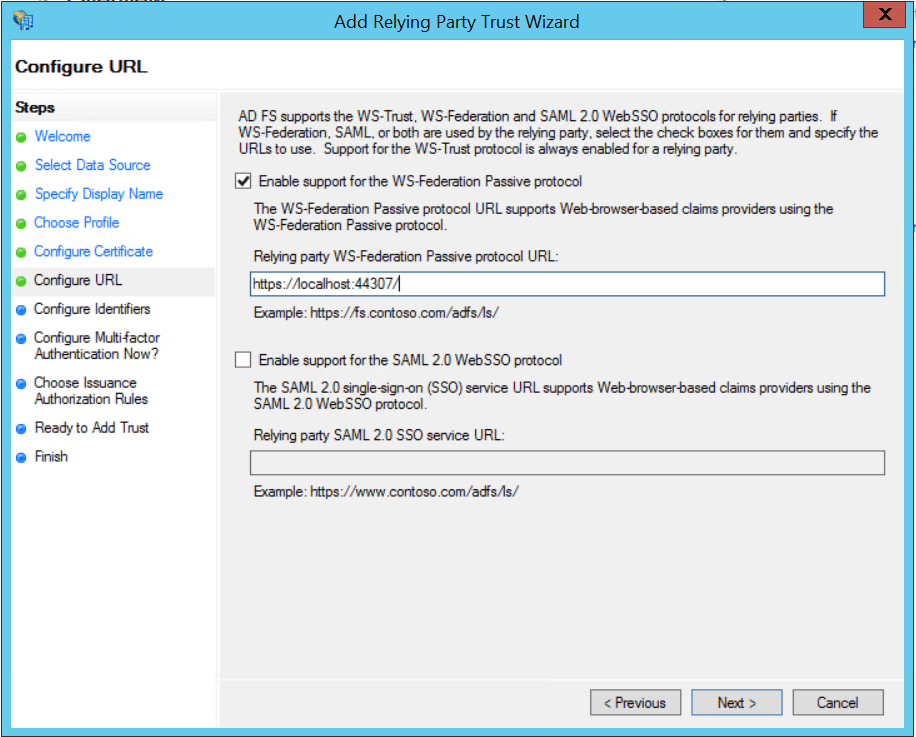 Add Relying Party Trust Wizard
X
Configure URL
Steps
Welcome
Select Data Source
Specify Display Name
Choose Profile
Configure Certificate
Configure URL
Configure Identifiers
Configure Multi-factor
Authentication Now?
Choose Issuance
Authorization Rules
Ready to Add Trust
Finish
AD FS supports the WS-Trust, WS-Federation and SAML 2.0 WebSSO protocols for relying parties.  If
WS-Federation, SAML, or both are used by the relying party, select the check boxes for them and specify the
URLs to use.  Support for the WS-Trust protocol is always enabled for a relying party.
Enable support for the WS-Federation Passive protocol
The WS-Federation Passive protocol URL supports Web-browser-based claims providers using the
WS-Federation Passive protocol.
Relying party WS-Federation Passive protocol URL:
https://localhost:44307/
Example: https://fs.contoso.com/adfs/ls/
Enable support for the SAML 2.0 WebSSO protocol
The SAML 2.0 single-sign-on (SSO) service URL supports Web-browser-based claims providers using the
SAML 2.0 WebSSO protocol.
Relying party SAML 2.0 SSO service URL:
Example: https://www.contoso.com/adfs/ls/
< Previous
Next >
Cancel